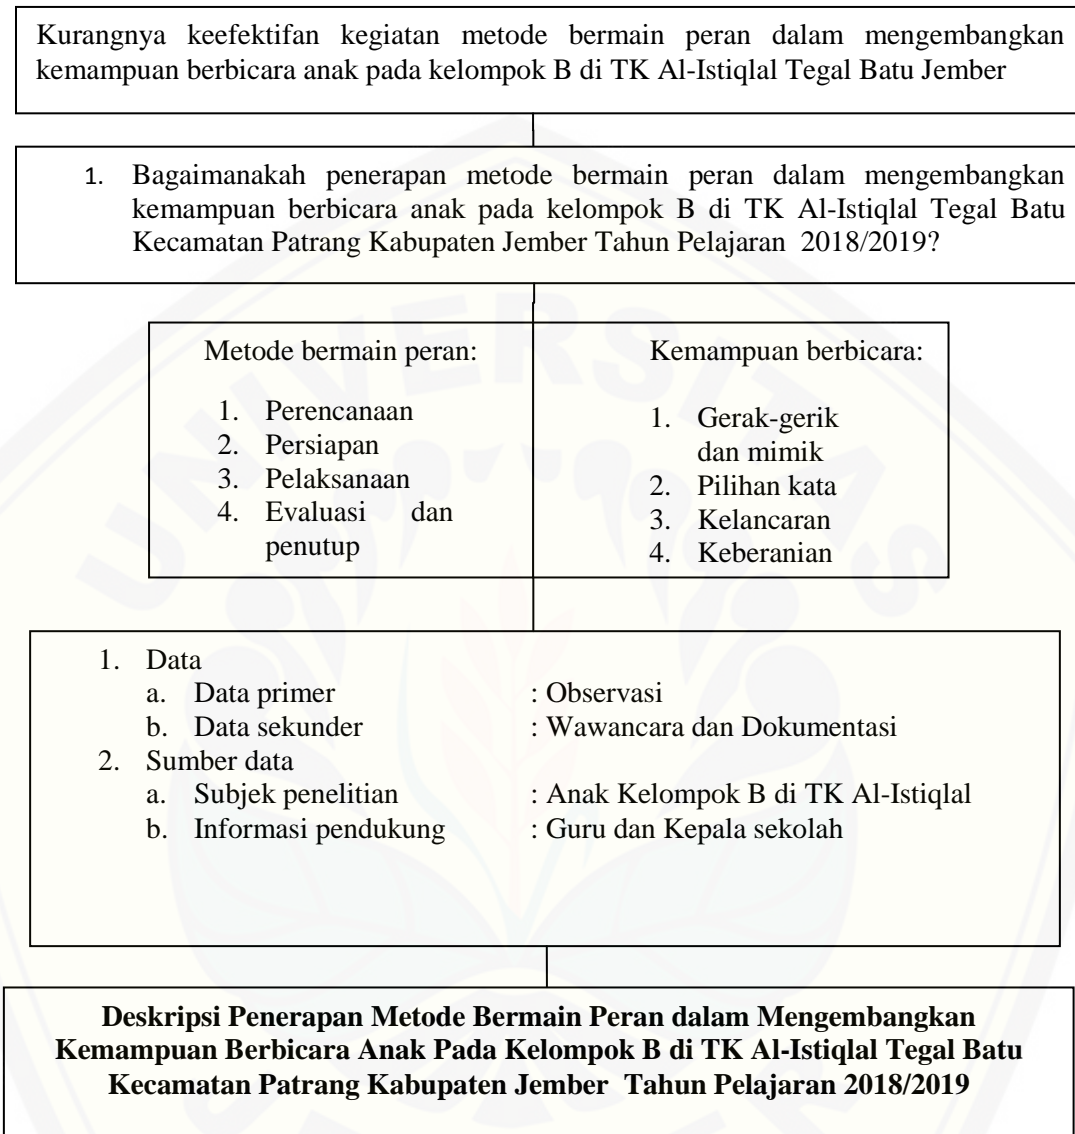 Kurangnya keefektifan kegiatan metode bermain peran dalam mengembangkan
kemampuan berbicara anak pada kelompok B di TK Al-Istiqlal Tegal Batu Jember
1. Bagaimanakah penerapan metode bermain peran dalam mengembangkan
kemampuan berbicara anak pada kelompok B di TK Al-Istiqlal Tegal Batu
Kecamatan Patrang Kabupaten Jember Tahun Pelajaran 2018/2019?
Metode bermain peran:
1. Perencanaan
2. Persiapan
3. Pelaksanaan
4. Evaluasi dan
penutup
Kemampuan berbicara:
1. Gerak-gerik
dan mimik
2. Pilihan kata
3. Kelancaran
4. Keberanian
1. Data
a. Data primer : Observasi
b. Data sekunder : Wawancara dan Dokumentasi
2. Sumber data
a. Subjek penelitian : Anak Kelompok B di TK Al-Istiqlal
b. Informasi pendukung : Guru dan Kepala sekolah
Deskripsi Penerapan Metode Bermain Peran dalam Mengembangkan
Kemampuan Berbicara Anak Pada Kelompok B di TK Al-Istiqlal Tegal Batu
Kecamatan Patrang Kabupaten Jember Tahun Pelajaran 2018/2019
UNIVERSITAS